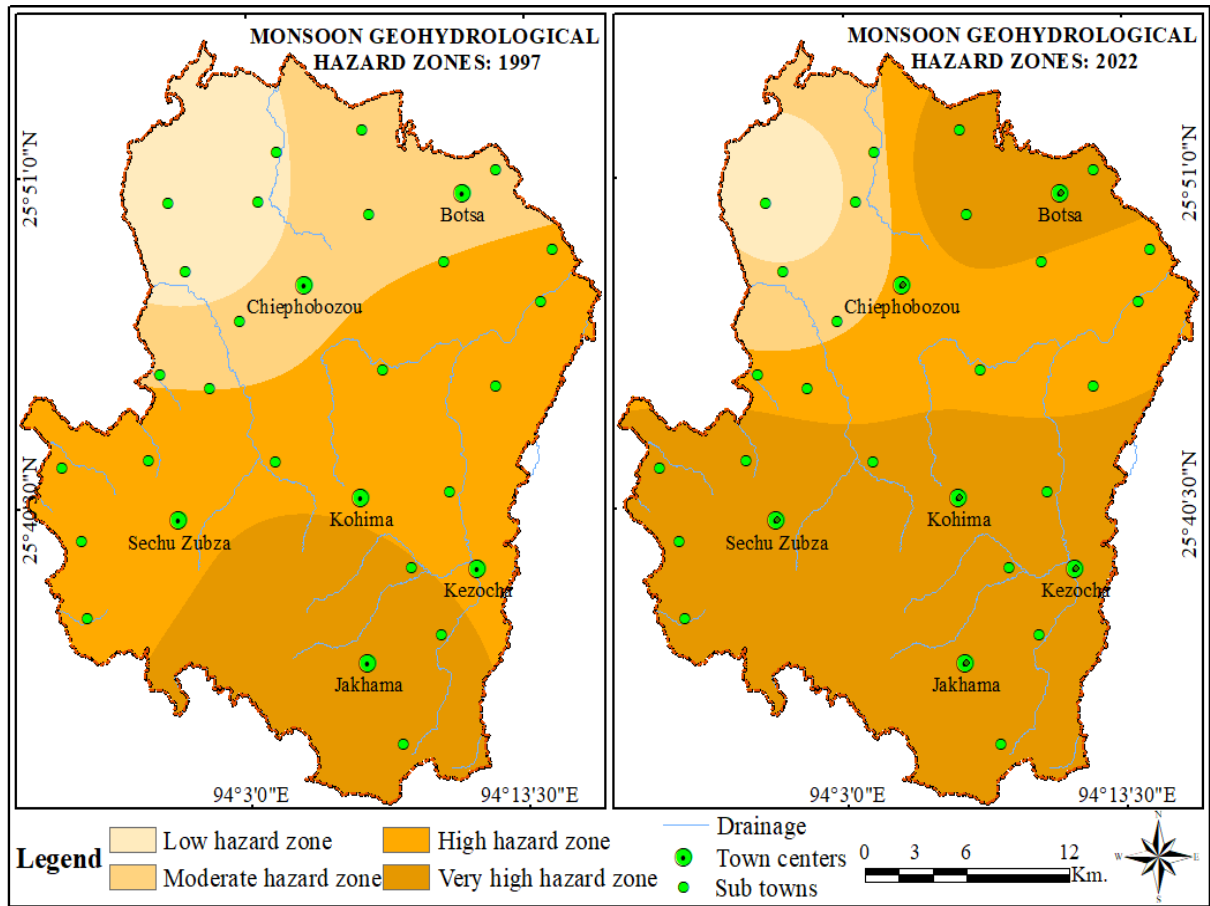 MONSOON GEOHYDROLOGICAL
HAZARD ZONES: 1997
25°51'0"N
25°40'30"N
Botsa
Chiephobozou
Kohima
Sechu Zubza
Kezocha
Jakhama
94°3'0"E
94°13'30"E
MONSOON GEOHYDROLOGICAL
HAZARD ZONES: 2022
25°51'0"N
25°40'30"N
Botsa
Chiephobozou
Kohima
Sechu Zubza
Kezocha
Jakhama
94°3'0"E
94°13'30"E
Legend
Low hazard zone
Moderate hazard zone
High hazard zone
Very high hazard zone
Drainage
Town centers
Sub towns
0 3 6 12
Km.
N
W E
S